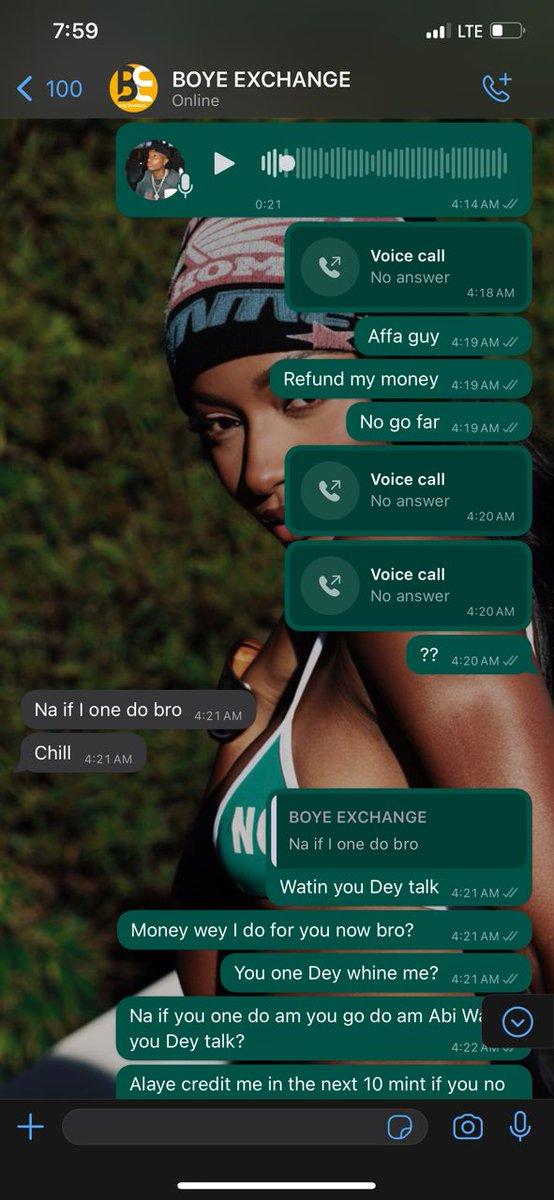 7:59
LTE
100
BOYE EXCHANGE
Online
0:21
4:14 AM
Voice call
No answer
4:18 AM
Affa guy 4:19 AM
Refund my money 4:19 AM
No go far 4:19 AM
Voice call
No answer
4:20 AM
Voice call
No answer
4:20 AM
?? 4:20 AM
Na if I one do bro 4:21 AM
Chill 4:21 AM
BOYE EXCHANGE
Na if I one do bro
Watin you Dey talk 4:21 AM
Money wey I do for you now bro? 4:21 AM
You one Dey whine me? 4:21 AM
Na if you one do am you go do am Abi
you Dey talk? 4:22 AM
Alaye credit me in the next 10 mint if you no